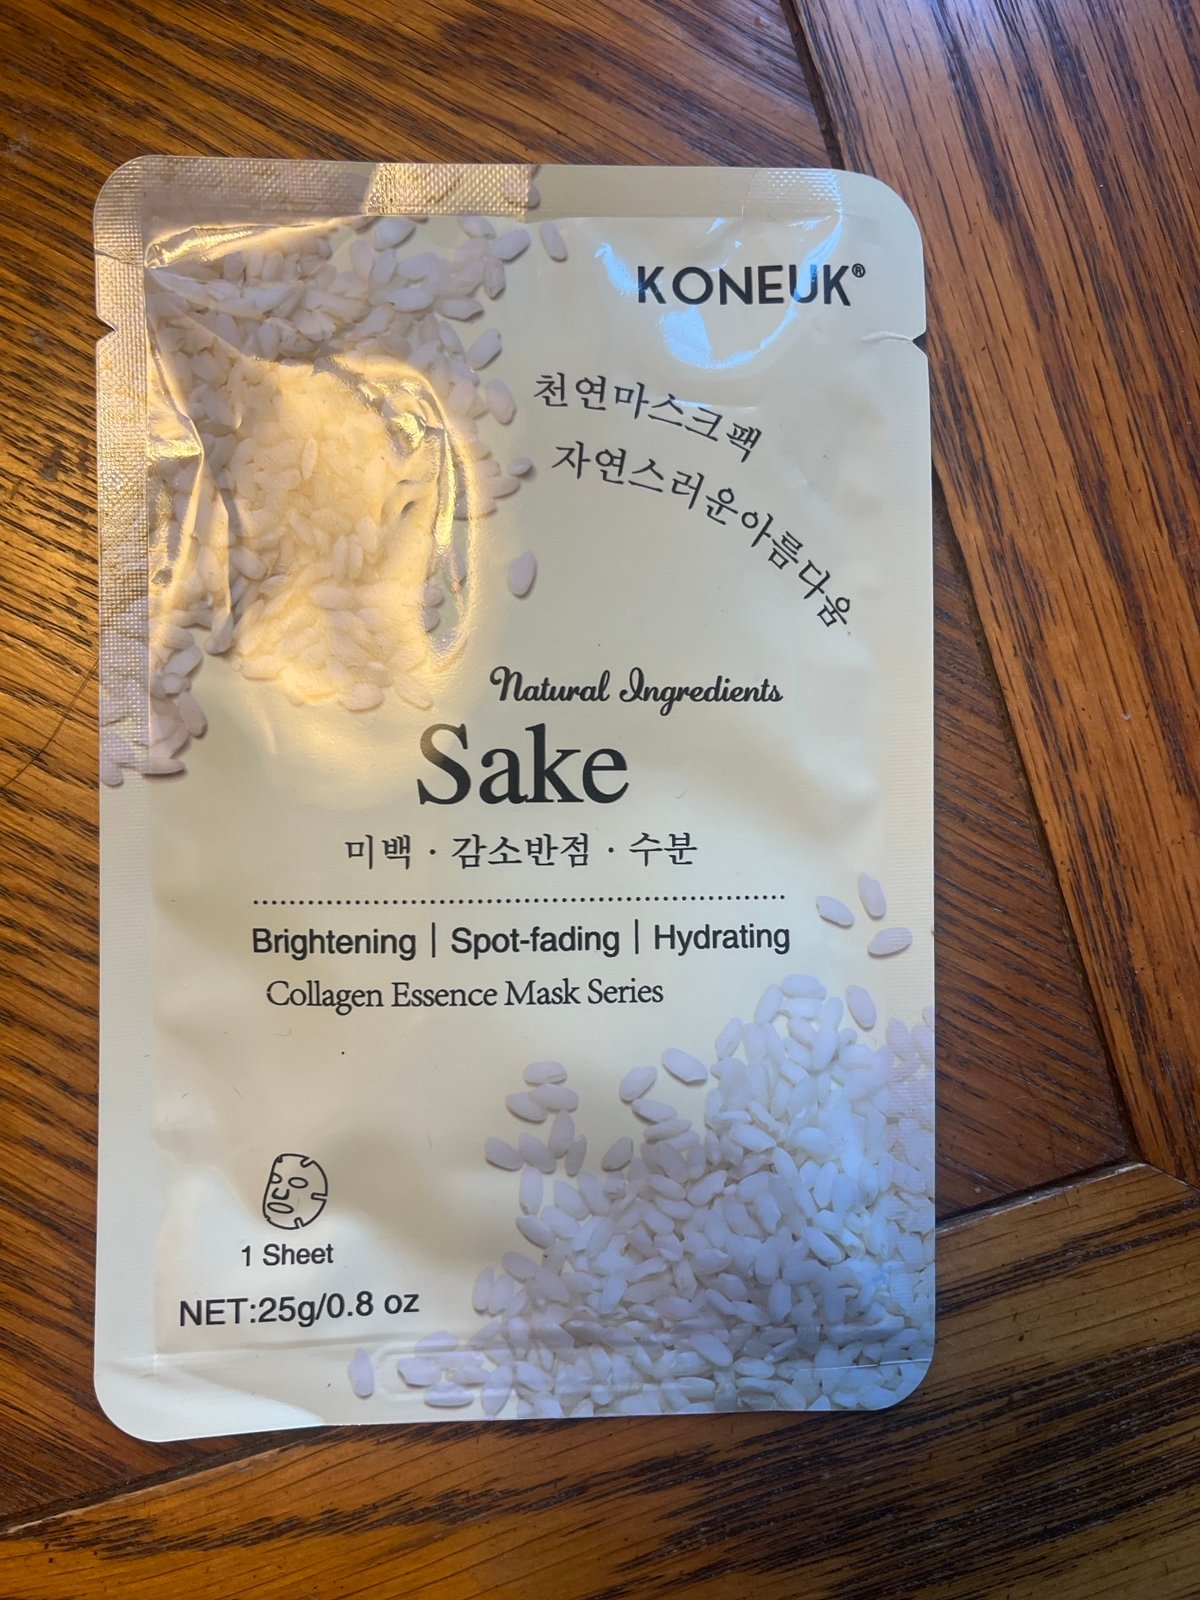 KONEUK®
천연마스크팩
자연스러운아름다움
Natural Ingredients
Sake
미백 · 감소반점 · 수분
Brightening | Spot-fading | Hydrating
Collagen Essence Mask Series
1 Sheet
NET:25g/0.8 oz